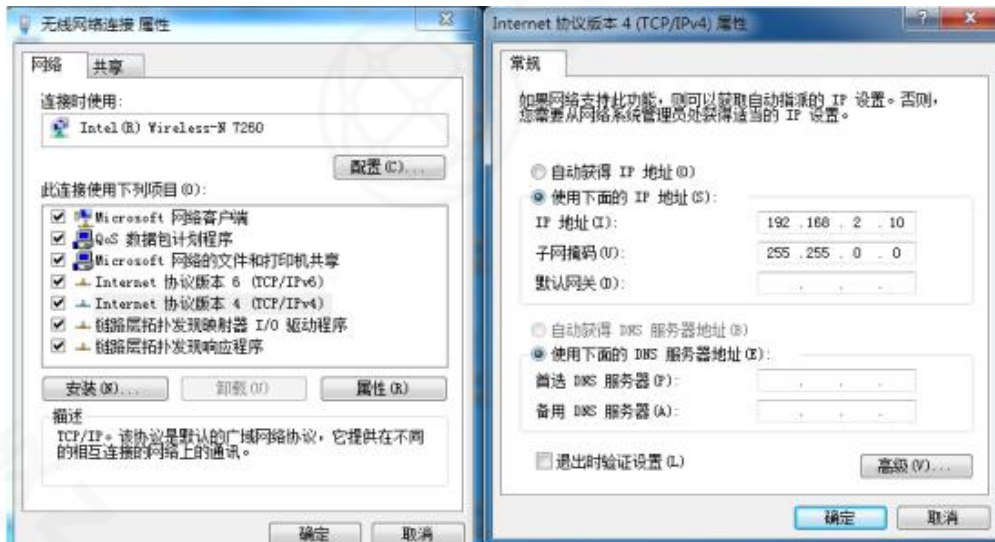 无线网络连接 属性
网络
共享
连接时使用:
Intel(R) Wireless-N 7260
配置(C)...
此连接使用下列项目(O):
Microsoft 网络客户端
QoS 数据包计划程序
Microsoft 网络的文件和打印机共享
Internet 协议版本 6 (TCP/IPv6)
Internet 协议版本 4 (TCP/IPv4)
链路层拓扑发现映射器 I/O 驱动程序
链路层拓扑发现响应程序
安装(N)...
卸载(U)
属性(R)
描述
TCP/IP。该协议是默认的广域网络协议，它提供在不同
的相互连接的网络上的通讯。
确定
取消
Internet 协议版本 4 (TCP/IPv4) 属性
常规
如果网络支持此功能，则可以获取自动指派的 IP 设置。否则，
您需要从网络系统管理员处获得适当的 IP 设置。
自动获得 IP 地址(O)
使用下面的 IP 地址(S):
IP 地址(I): 192 .168 . 2 . 10
子网掩码(U): 255 .255 . 0 . 0
默认网关(D): . . .
自动获得 DNS 服务器地址(B)
使用下面的 DNS 服务器地址(E):
首选 DNS 服务器(P): . . .
备用 DNS 服务器(A): . . .
退出时验证设置(L)
高级(V)...
确定
取消